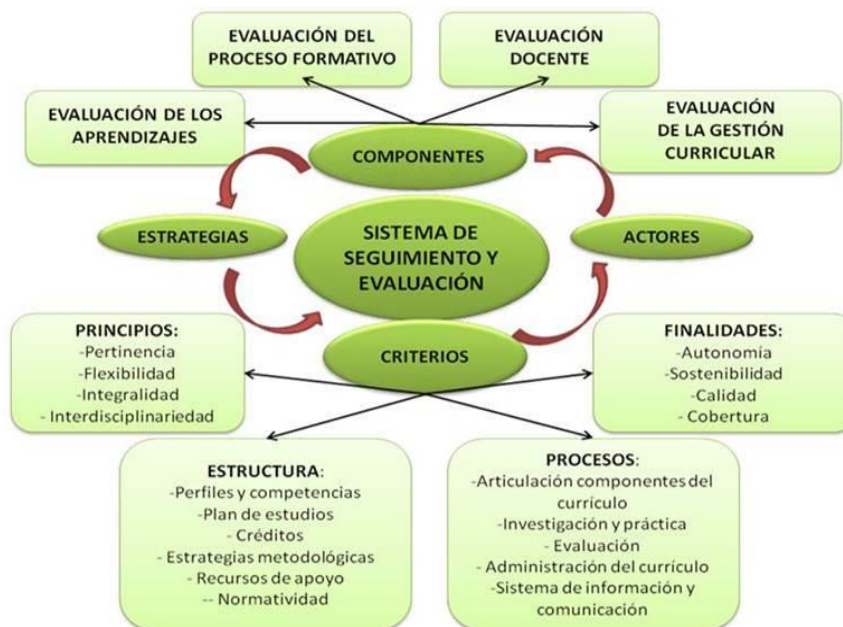 EVALUACIÓN DEL
PROCESO FORMATIVO
EVALUACIÓN
DOCENTE
EVALUACIÓN DE LOS
APRENDIZAJES
EVALUACIÓN
DE LA GESTIÓN
CURRICULAR
COMPONENTES
ESTRATEGIAS
SISTEMA DE
SEGUIMIENTO Y
EVALUACIÓN
ACTORES
CRITERIOS
PRINCIPIOS:
-Pertinencia
-Flexibilidad
-Integralidad
- Interdisciplinariedad
FINALIDADES:
-Autonomía
-Sostenibilidad
-Calidad
- Cobertura
ESTRUCTURA:
-Perfiles y competencias
-Plan de estudios
- Créditos
- Estrategias metodológicas
- Recursos de apoyo
-- Normatividad
PROCESOS:
-Articulación componentes del
currículo
-Investigación y práctica
- Evaluación
- Administración del currículo
-Sistema de información y
comunicación